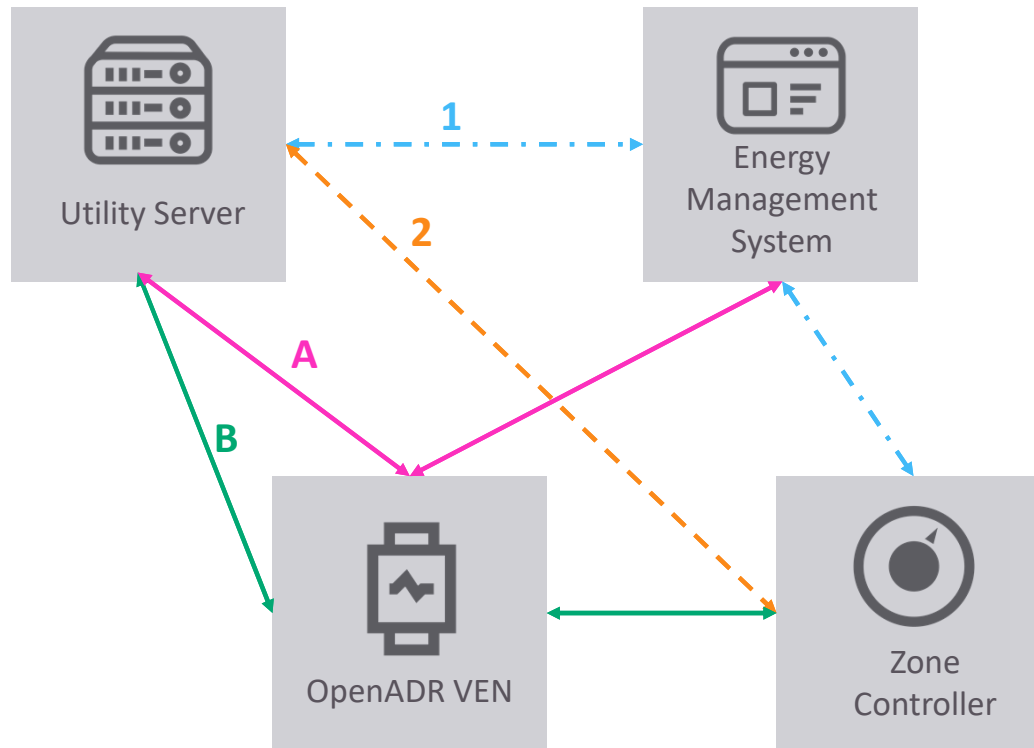 1
Energy
Management
System
Utility Server
2
A
B
OpenADR VEN
Zone
Controller